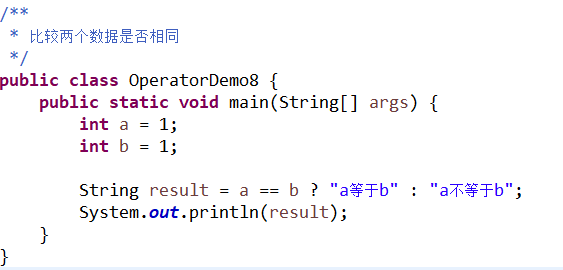 /**
 * 比较两个数据是否相同
 */
public class OperatorDemo8 {
    public static void main(String[] args) {
        int a = 1;
        int b = 1;

        String result = a == b ? "a等于b" : "a不等于b";
        System.out.println(result);
    }
}